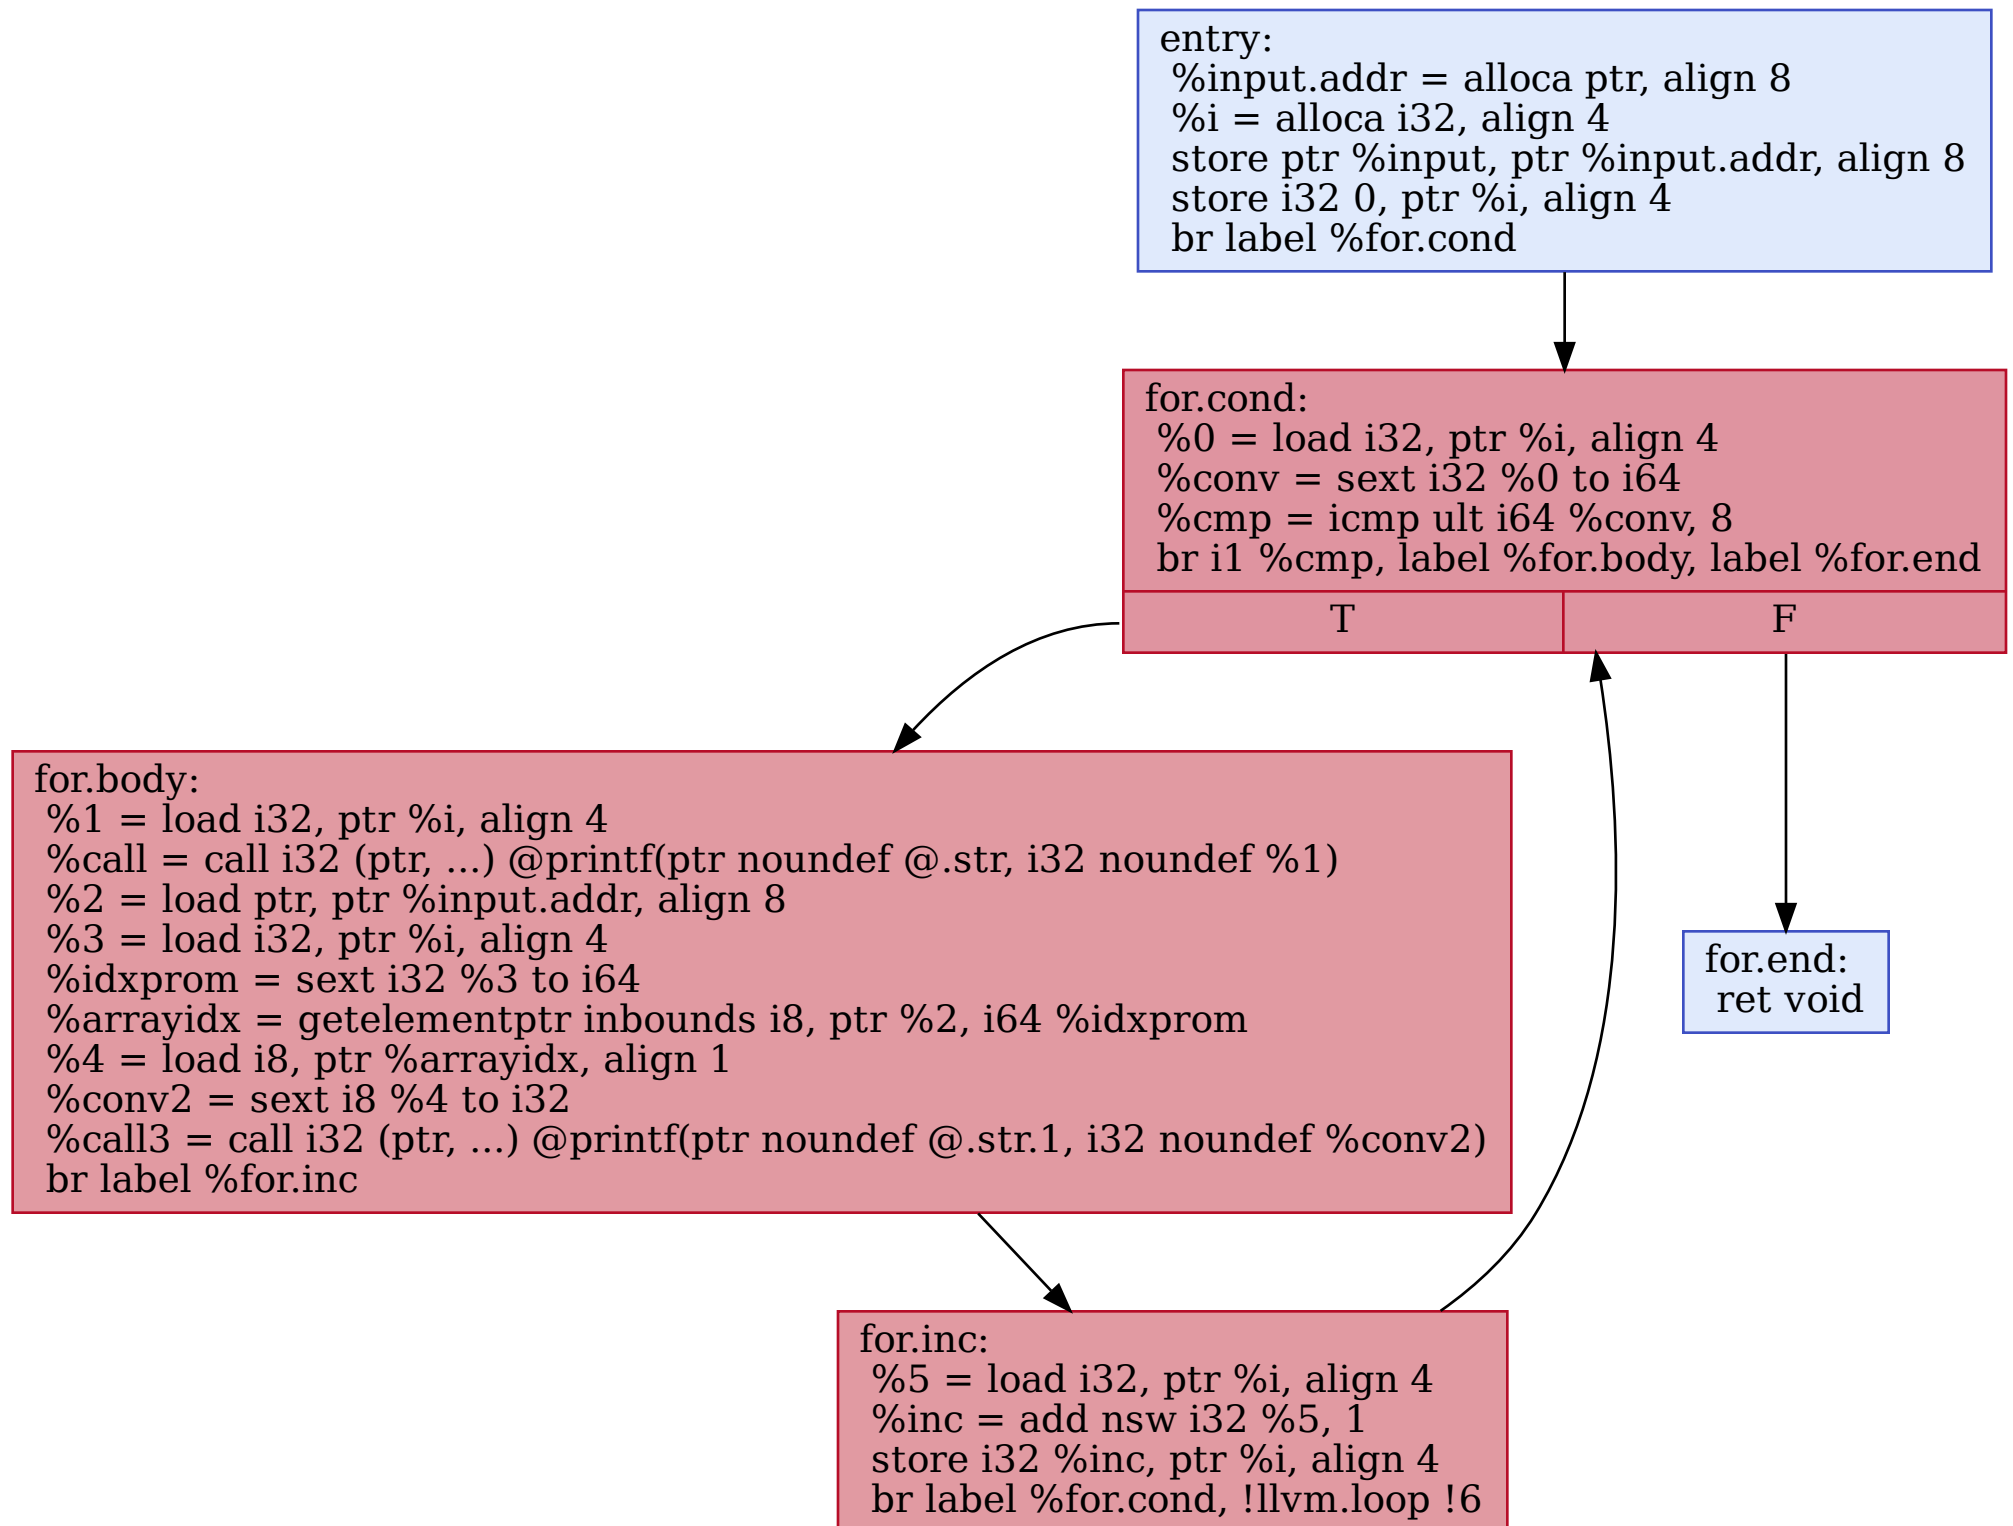 entry:
%input.addr = alloca ptr, align 8
%i = alloca i32, align 4
store ptr %input, ptr %input.addr, align 8
store i32 0, ptr %i, align 4
br label %for.cond
for.cond:
%0 = load i32, ptr %i, align 4
%conv = sext i32 %0 to i64
%cmp = icmp ult i64 %conv, 8
br i1 %cmp, label %for.body, label %for.end
T
F
for.body:
%1 = load i32, ptr %i, align 4
%call = call i32 (ptr, ...) @printf(ptr noundef @.str, i32 noundef %1)
%2 = load ptr, ptr %input.addr, align 8
%3 = load i32, ptr %i, align 4
%idxprom = sext i32 %3 to i64
%arrayidx = getelementptr inbounds i8, ptr %2, i64 %idxprom
%4 = load i8, ptr %arrayidx, align 1
%conv2 = sext i8 %4 to i32
%call3 = call i32 (ptr, ...) @printf(ptr noundef @.str.1, i32 noundef %conv2)
br label %for.inc
for.end:
ret void
for.inc:
%5 = load i32, ptr %i, align 4
%inc = add nsw i32 %5, 1
store i32 %inc, ptr %i, align 4
br label %for.cond, !llvm.loop !6